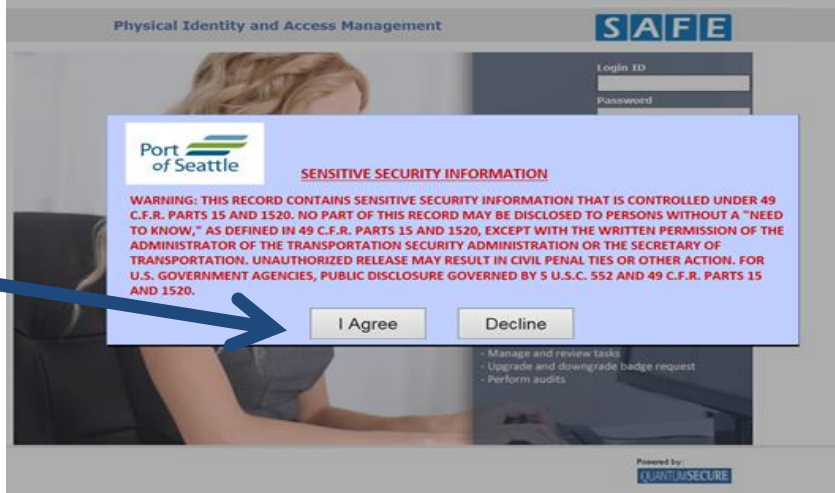 Physical Identity and Access Management
SAFE
Login ID
Password
Port
of Seattle
SENSITIVE SECURITY INFORMATION
WARNING: THIS RECORD CONTAINS SENSITIVE SECURITY INFORMATION THAT IS CONTROLLED UNDER 49
C.F.R. PARTS 15 AND 1520. NO PART OF THIS RECORD MAY BE DISCLOSED TO PERSONS WITHOUT A "NEED
TO KNOW," AS DEFINED IN 49 C.F.R. PARTS 15 AND 1520, EXCEPT WITH THE WRITTEN PERMISSION OF THE
ADMINISTRATOR OF THE TRANSPORTATION SECURITY ADMINISTRATION OR THE SECRETARY OF
TRANSPORTATION. UNAUTHORIZED RELEASE MAY RESULT IN CIVIL PENAL TIES OR OTHER ACTION. FOR
U.S. GOVERNMENT AGENCIES, PUBLIC DISCLOSURE GOVERNED BY 5 U.S.C. 552 AND 49 C.F.R. PARTS 15
AND 1520.
I Agree Decline
- Manage and review tasks
- Upgrade and downgrade badge request
- Perform audits
Powered by:
QUANTUMSECURE